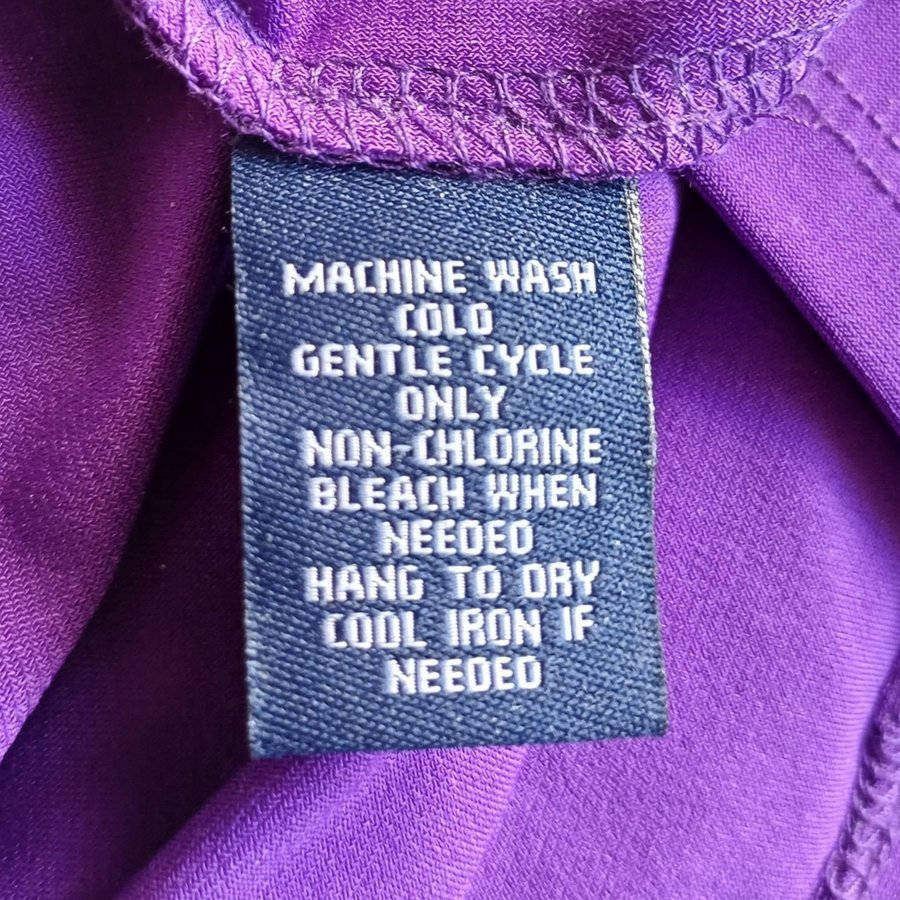 MACHINE WASH
COLD
GENTLE CYCLE
ONLY
NON-CHLORINE
BLEACH WHEN
NEEDED
HANG TO DRY
COOL IRON IF
NEEDED